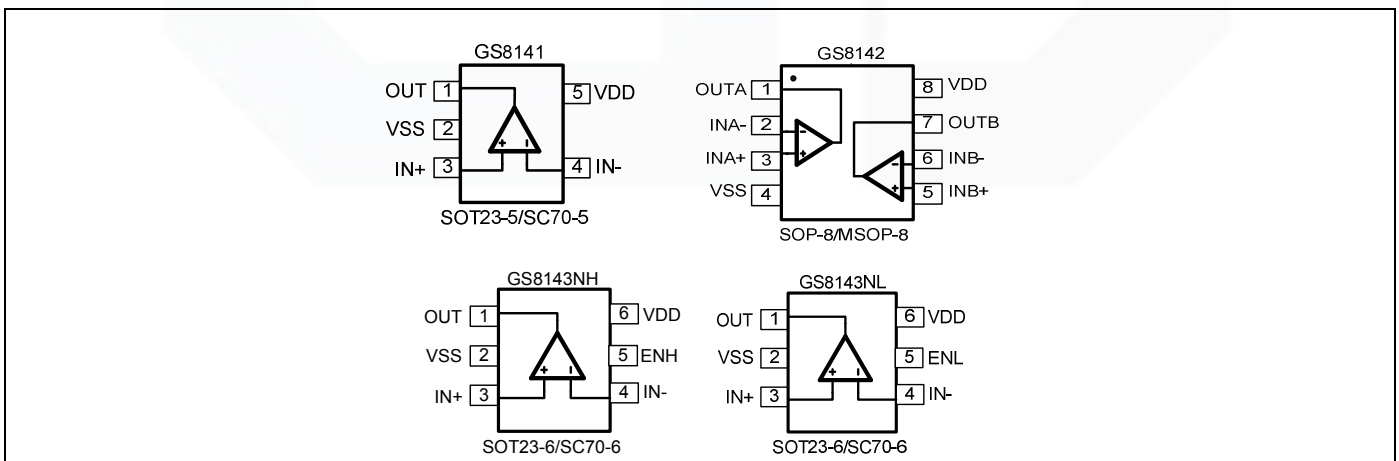 GS8141
OUT 1 5 VDD
VSS 2
IN+ 3 4 IN-
+ -
SOT23-5/SC70-5
GS8142
OUTA 1 8 VDD
INA- 2 - 7 OUTB
INA+ 3 + - 6 INB-
VSS 4 + 5 INB+
SOP-8/MSOP-8
GS8143NH
OUT 1 6 VDD
VSS 2 5 ENH
+ -
IN+ 3 4 IN-
SOT23-6/SC70-6
GS8143NL
OUT 1 6 VDD
VSS 2 5 ENL
+ -
IN+ 3 4 IN-
SOT23-6/SC70-6